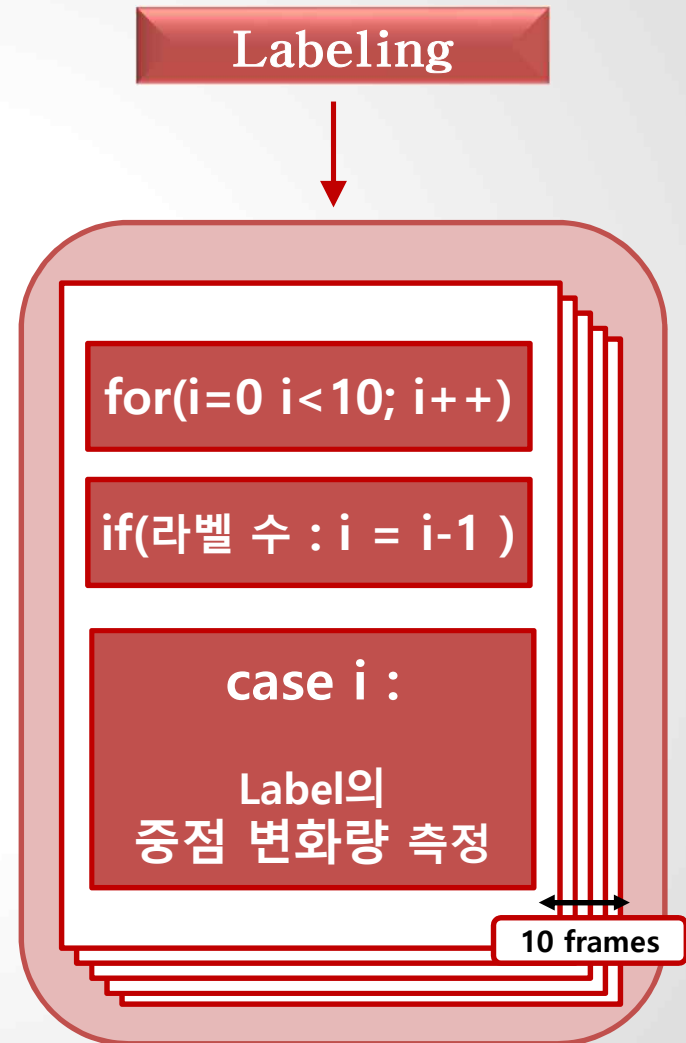 Labeling
for(i=0 i<10; i++)
if(라벨 수 : i = i-1 )
case i :
Label의
중점 변화량 측정
10 frames